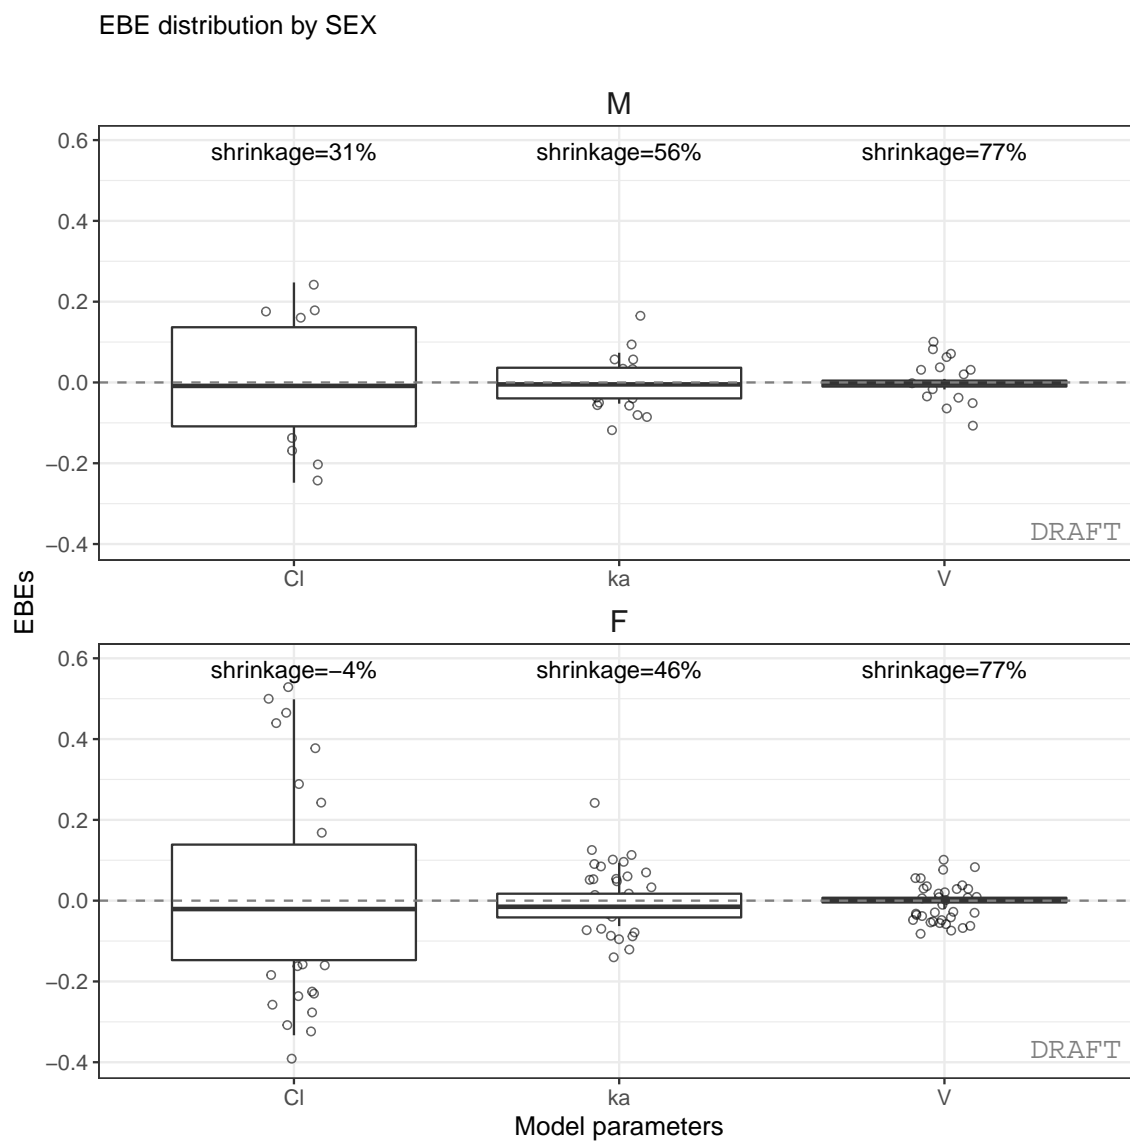 EBE distribution by SEX
M
shrinkage=31% shrinkage=56% shrinkage=77%
0.6
0.4
0.2
0.0
−0.2
−0.4
DRAFT
Cl ka V
EBEs
F
shrinkage=−4% shrinkage=46% shrinkage=77%
0.6
0.4
0.2
0.0
−0.2
−0.4
DRAFT
Cl ka V
Model parameters